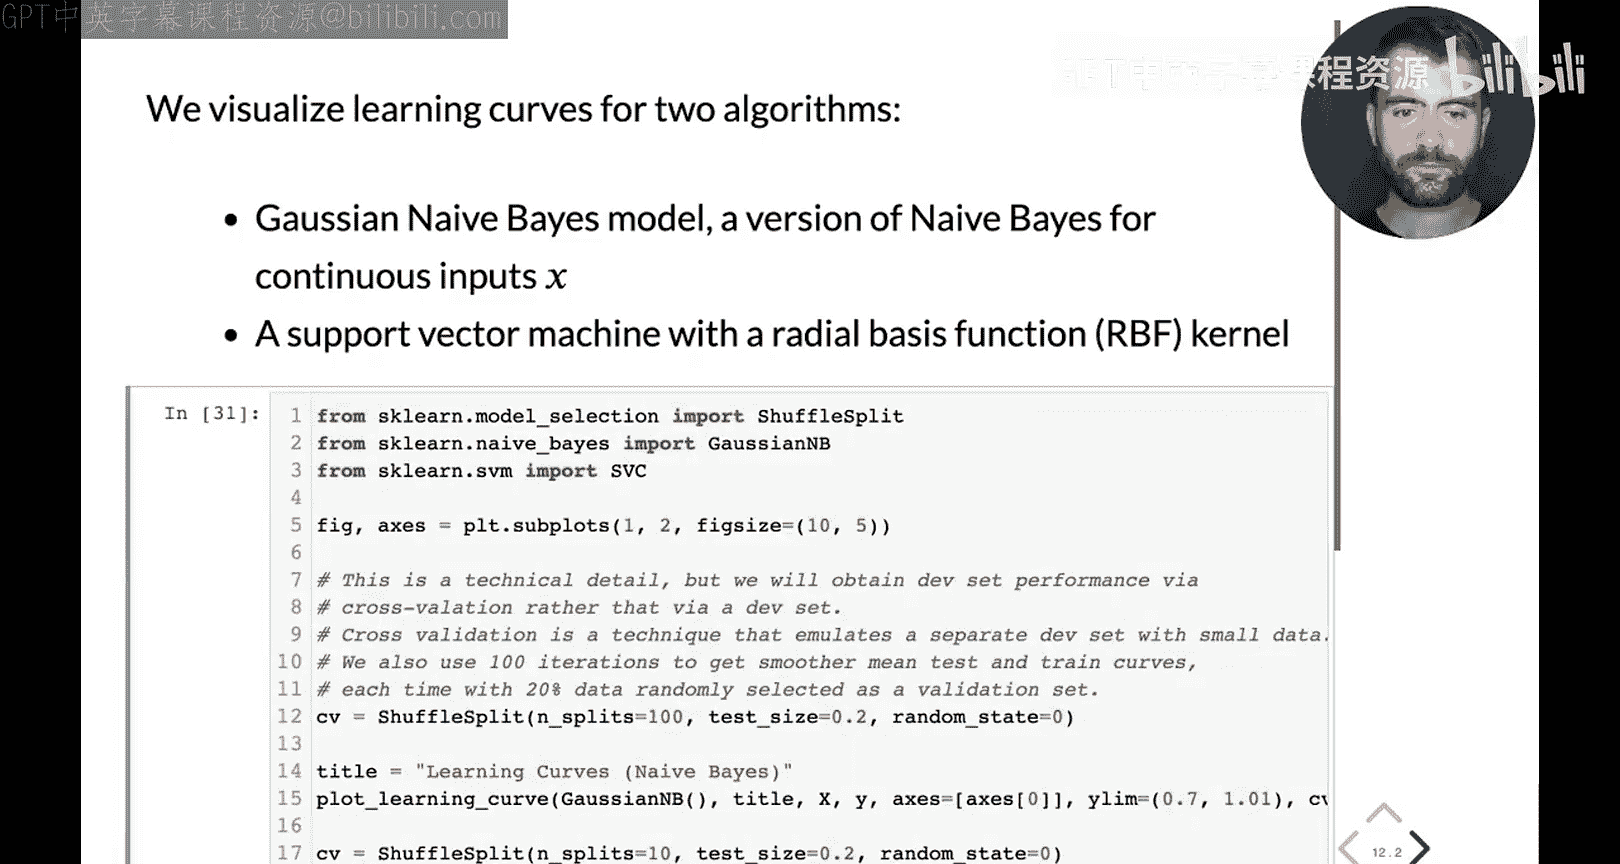 GPT中英字幕课程资源@bilibili.com
课程资源 bilibili
We visualize learning curves for two algorithms:
• Gaussian Naive Bayes model, a version of Naive Bayes for
continuous inputs x
• A support vector machine with a radial basis function (RBF) kernel
In [31]:
1 from sklearn.model_selection import ShuffleSplit
2 from sklearn.naive_bayes import GaussianNB
3 from sklearn.svm import SVC
4
5 fig, axes = plt.subplots(1, 2, figsize=(10, 5))
6
7 # This is a technical detail, but we will obtain dev set performance via
8 # cross-valation rather that via a dev set.
9 # Cross validation is a technique that emulates a separate dev set with small data.
10 # We also use 100 iterations to get smoother mean test and train curves,
11 # each time with 20% data randomly selected as a validation set.
12 cv = ShuffleSplit(n_splits=100, test_size=0.2, random_state=0)
13
14 title = "Learning Curves (Naive Bayes)"
15 plot_learning_curve(GaussianNB(), title, X, y, axes=[axes[0]], ylim=(0.7, 1.01), cv
16
17 cv = ShuffleSplit(n_splits=10, test_size=0.2, random_state=0)
12.2